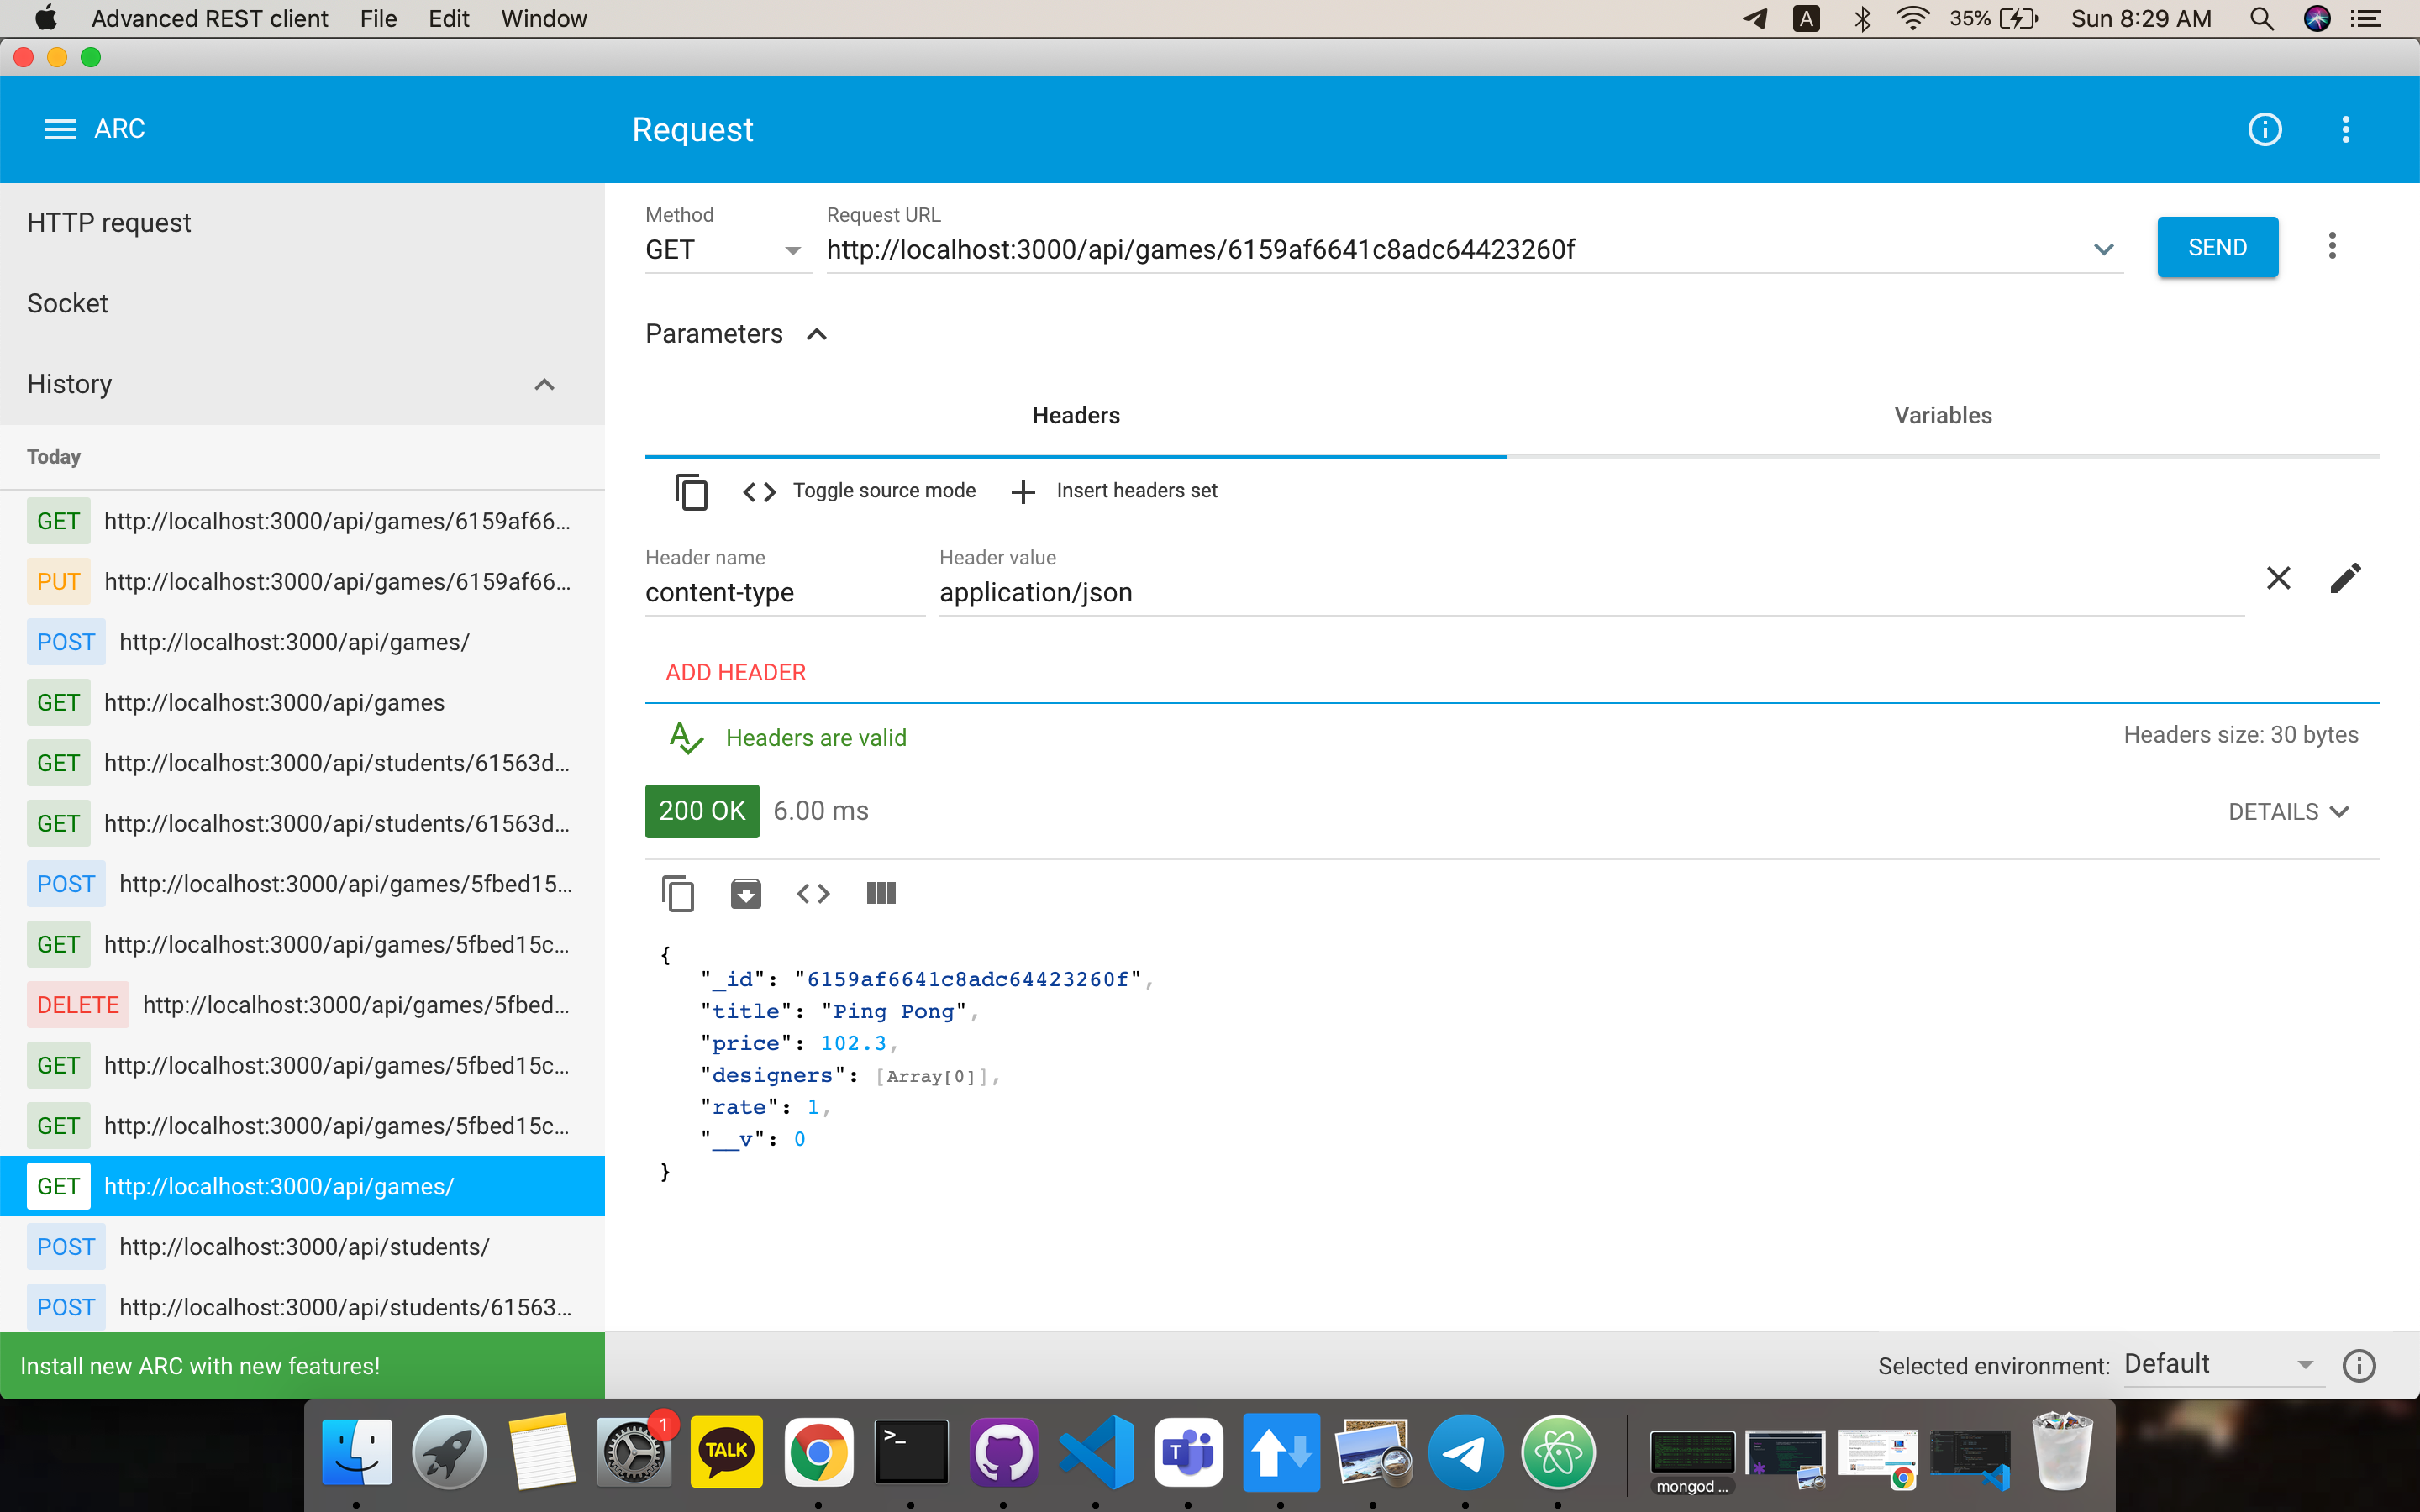 Advanced REST client File Edit Window A 35% Sun 8:29 AM
ARC
Request
HTTP request
Socket
History
Today
GET http://localhost:3000/api/games/6159af66...
PUT http://localhost:3000/api/games/6159af66...
POST http://localhost:3000/api/games/
GET http://localhost:3000/api/games
GET http://localhost:3000/api/students/61563d...
GET http://localhost:3000/api/students/61563d...
POST http://localhost:3000/api/games/5fbed15...
GET http://localhost:3000/api/games/5fbed15c...
DELETE http://localhost:3000/api/games/5fbed...
GET http://localhost:3000/api/games/5fbed15c...
GET http://localhost:3000/api/games/5fbed15c...
GET http://localhost:3000/api/games/
POST http://localhost:3000/api/students/
POST http://localhost:3000/api/students/61563...
Install new ARC with new features!
Method
GET
Request URL
http://localhost:3000/api/games/6159af6641c8adc64423260f
SEND
Parameters
Headers
Variables
Toggle source mode
Insert headers set
Header name
content-type
Header value
application/json
ADD HEADER
Headers are valid
Headers size: 30 bytes
200 OK 6.00 ms
DETAILS
{
"_id": "6159af6641c8adc64423260f",
"title": "Ping Pong",
"price": 102.3,
"designers": [Array[0]],
"rate": 1,
"__v": 0
}
Selected environment: Default
1
TALK
>_
T
mongod ...